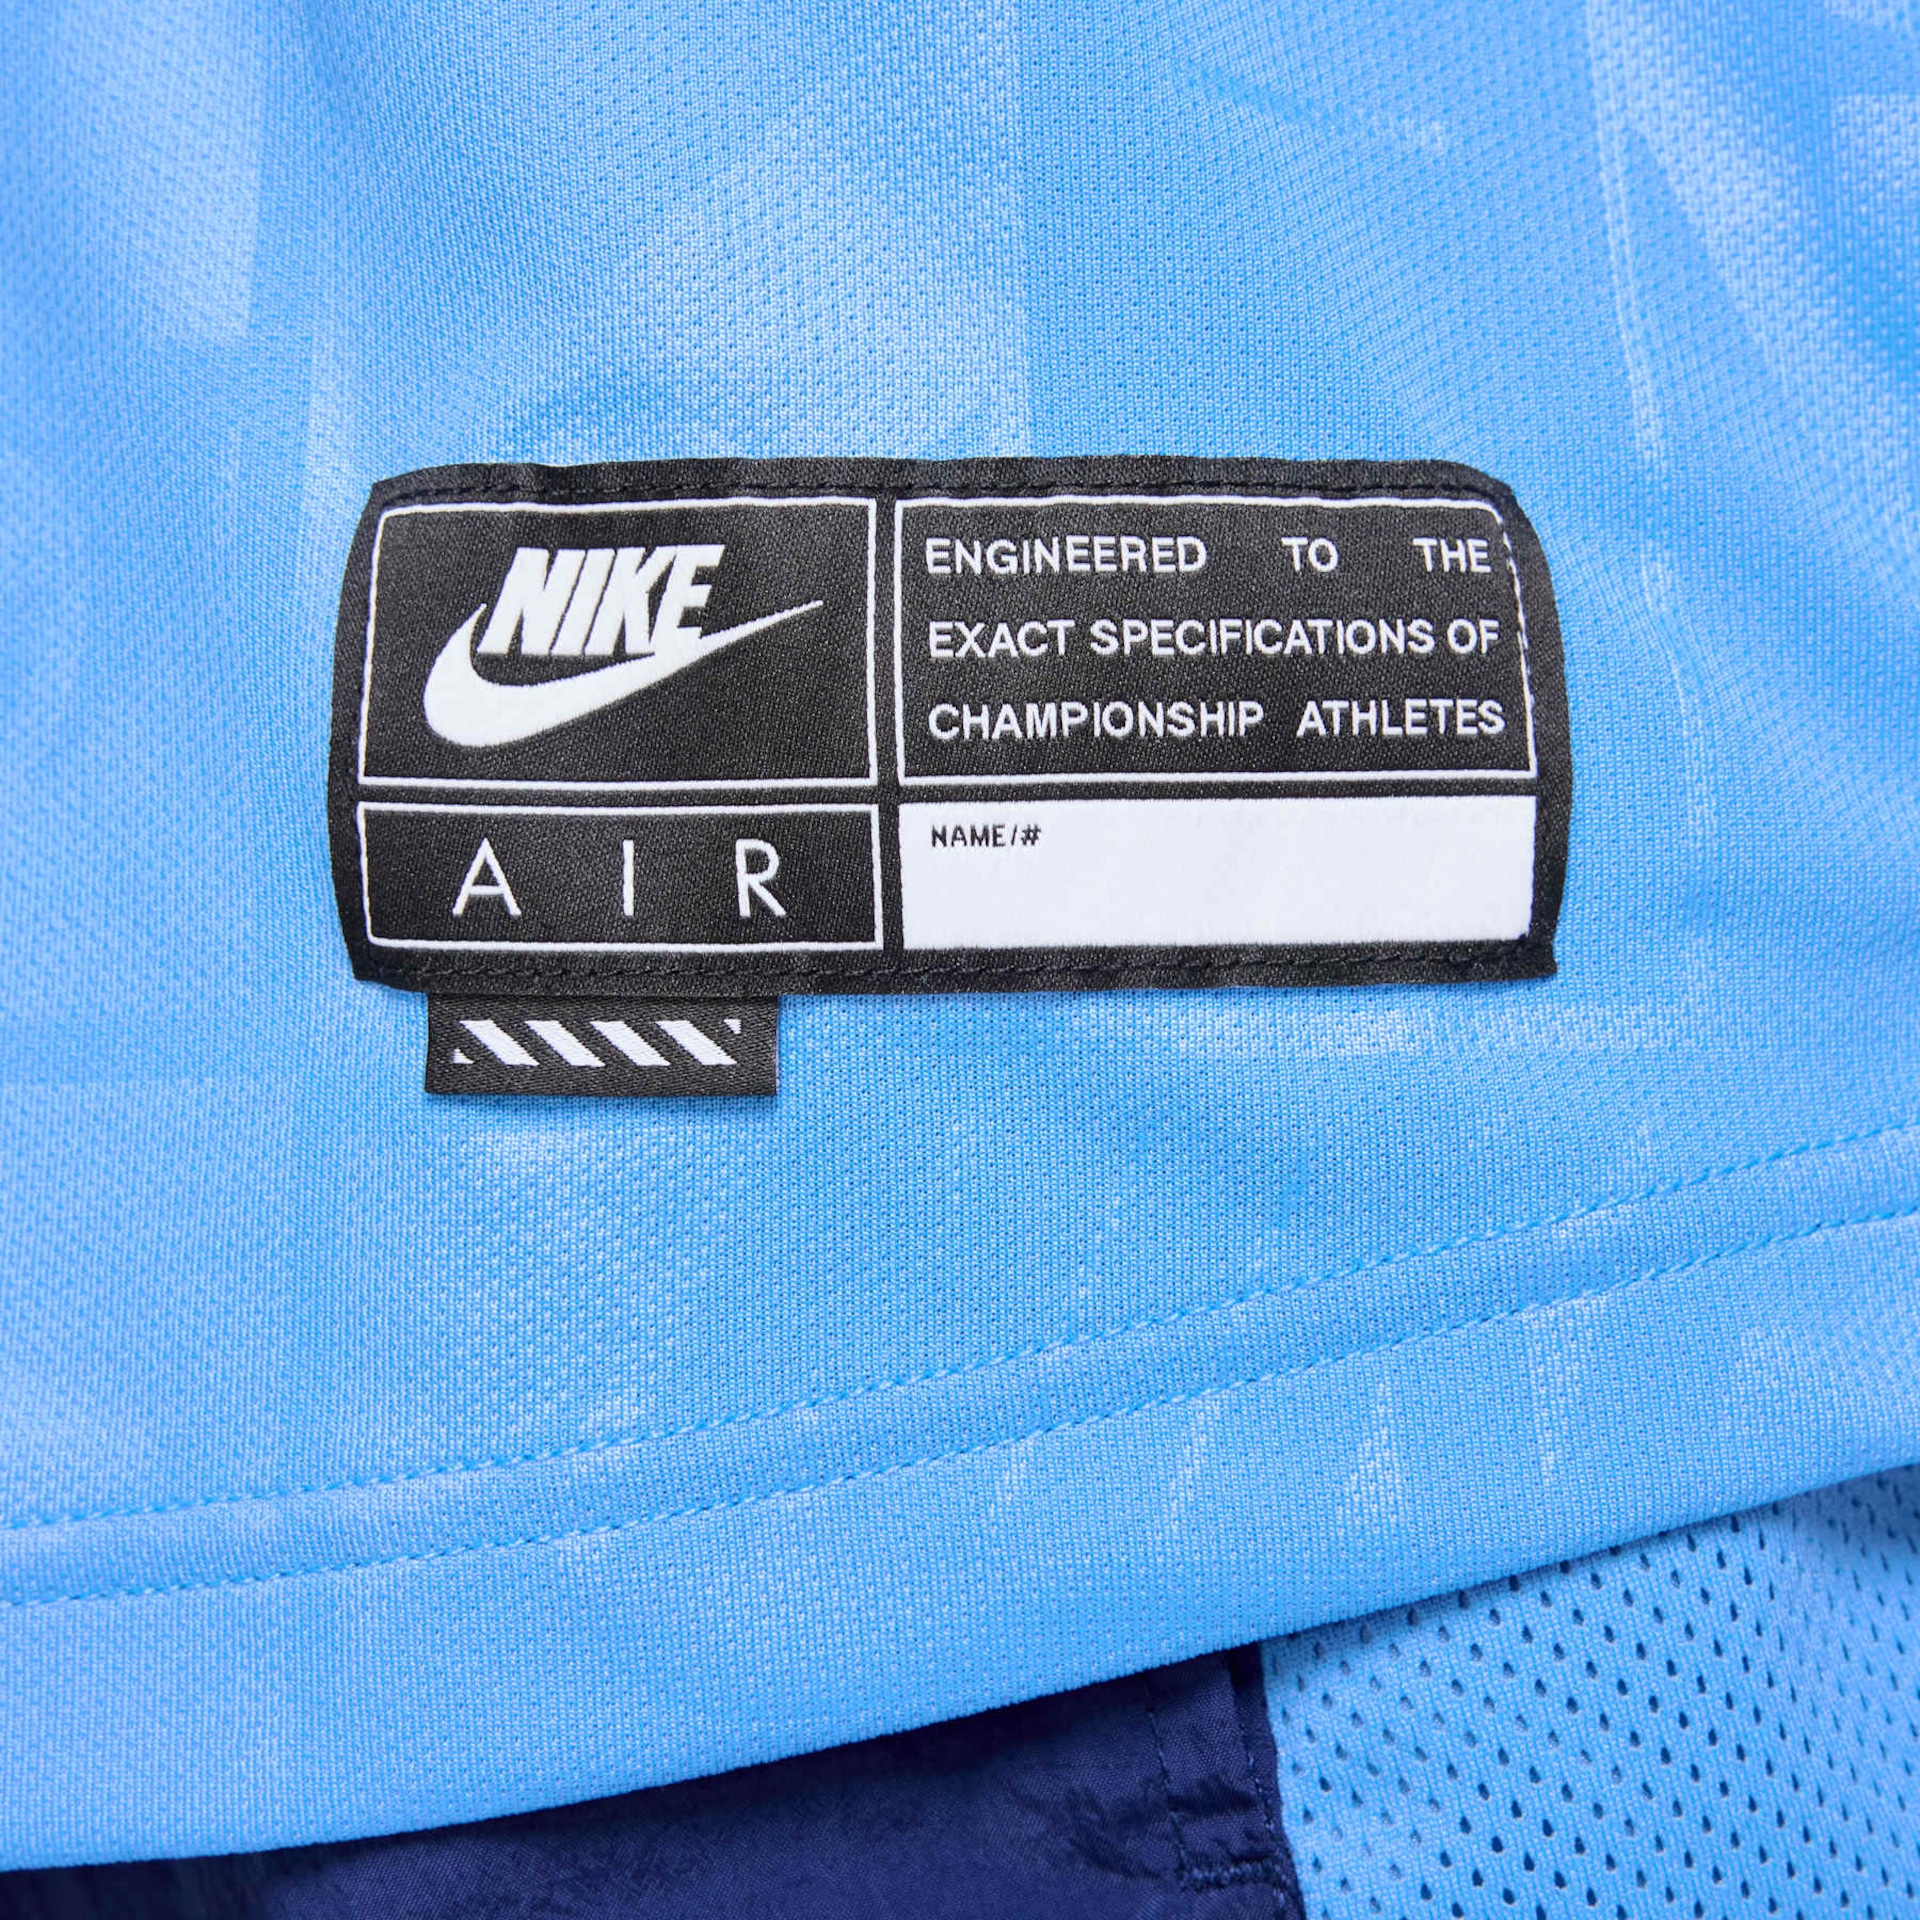 NIKE
AIR
ENGINEERED TO THE
EXACT SPECIFICATIONS OF
CHAMPIONSHIP ATHLETES
NAME/#